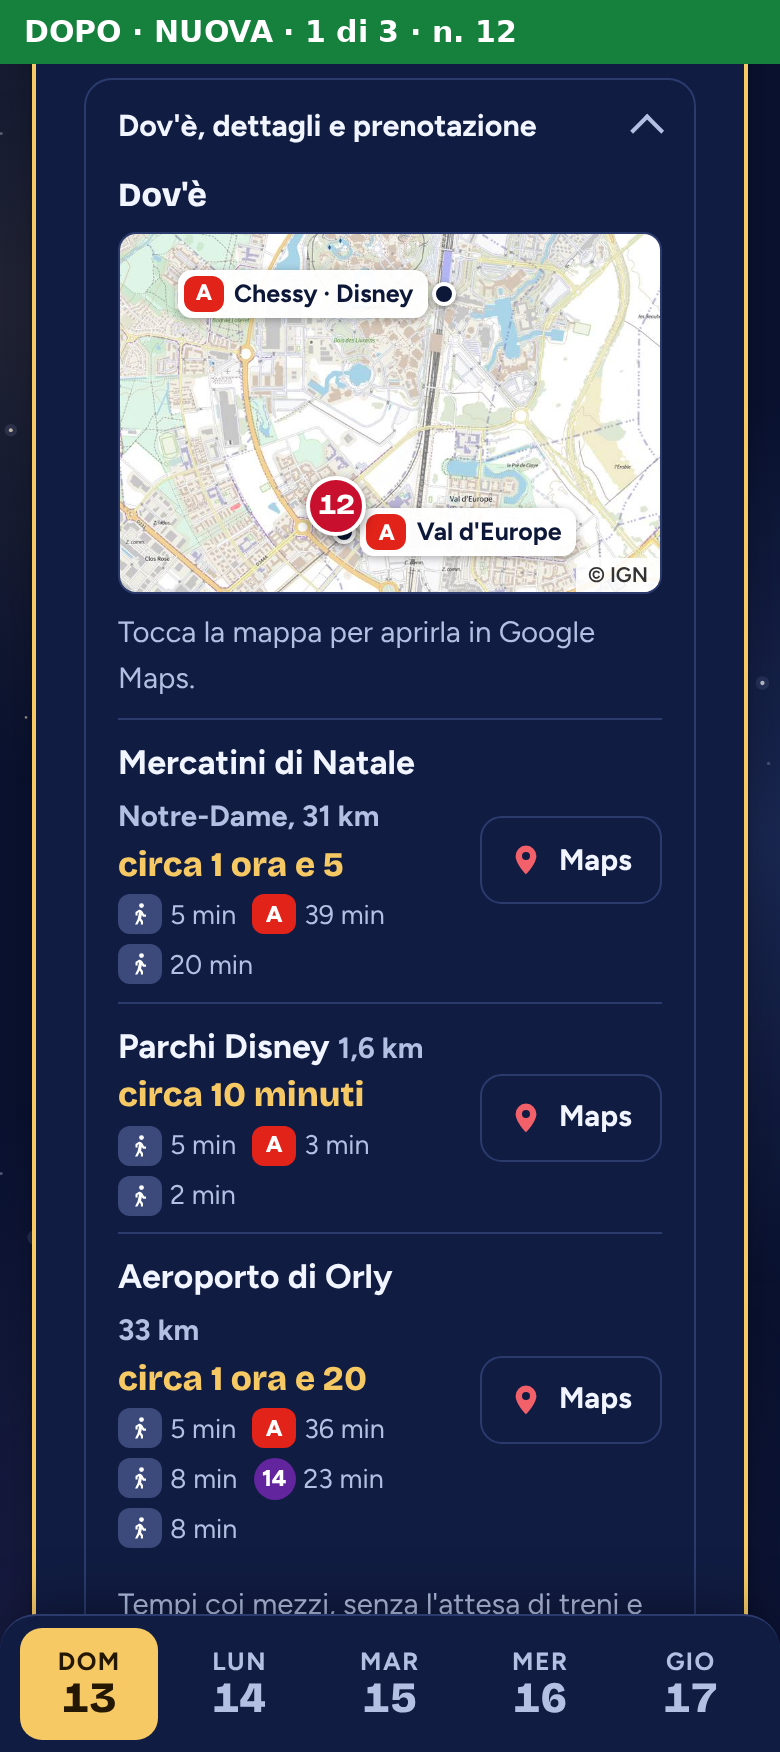 DOPO · NUOVA · 1 di 3 · n. 12
Dov'è, dettagli e prenotazione
Dov'è
A Chessy · Disney
12
Val d'Europe
A Val d'Europe
Clos Rose
© IGN
Tocca la mappa per aprirla in Google
Maps.
Mercatini di Natale
Notre-Dame, 31 km
circa 1 ora e 5
Maps
5 min A 39 min
20 min
Parchi Disney 1,6 km
circa 10 minuti
Maps
5 min A 3 min
2 min
Aeroporto di Orly
33 km
circa 1 ora e 20
Maps
5 min A 36 min
8 min 14 23 min
8 min
Tempi coi mezzi, senza l'attesa di treni e
DOM LUN MAR MER GIO
13 14 15 16 17